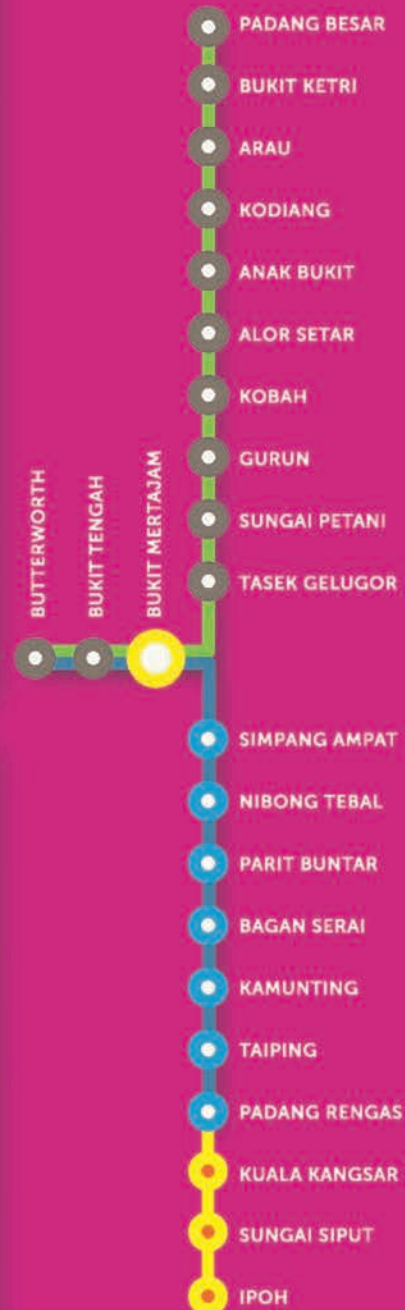 PADANG BESAR
BUKIT KETRI
ARAU
KODIANG
ANAK BUKIT
ALOR SETAR
KOBAH
GURUN
SUNGAI PETANI
TASEK GELUGOR
BUTTERWORTH
BUKIT TENGAH
BUKIT MERTAJAM
SIMPANG AMPAT
NIBONG TEBAL
PARIT BUNTAR
BAGAN SERAI
KAMUNTING
TAIPING
PADANG RENGAS
KUALA KANGSAR
SUNGAI SIPUT
IPOH